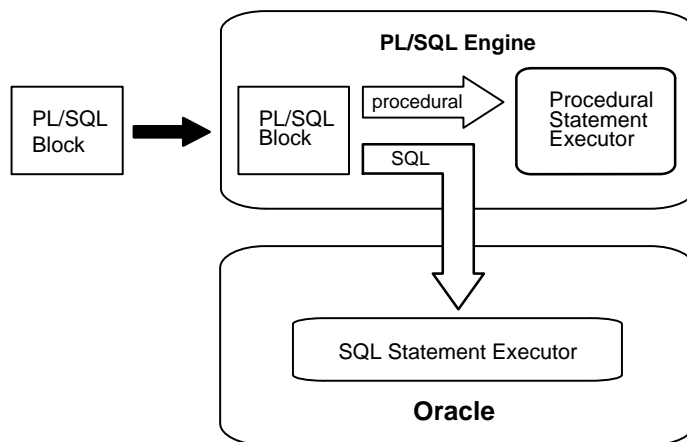 PL/SQL Engine
PL/SQL
Block
PL/SQL
Block
procedural
SQL
Procedural
Statement
Executor
SQL Statement Executor
Oracle